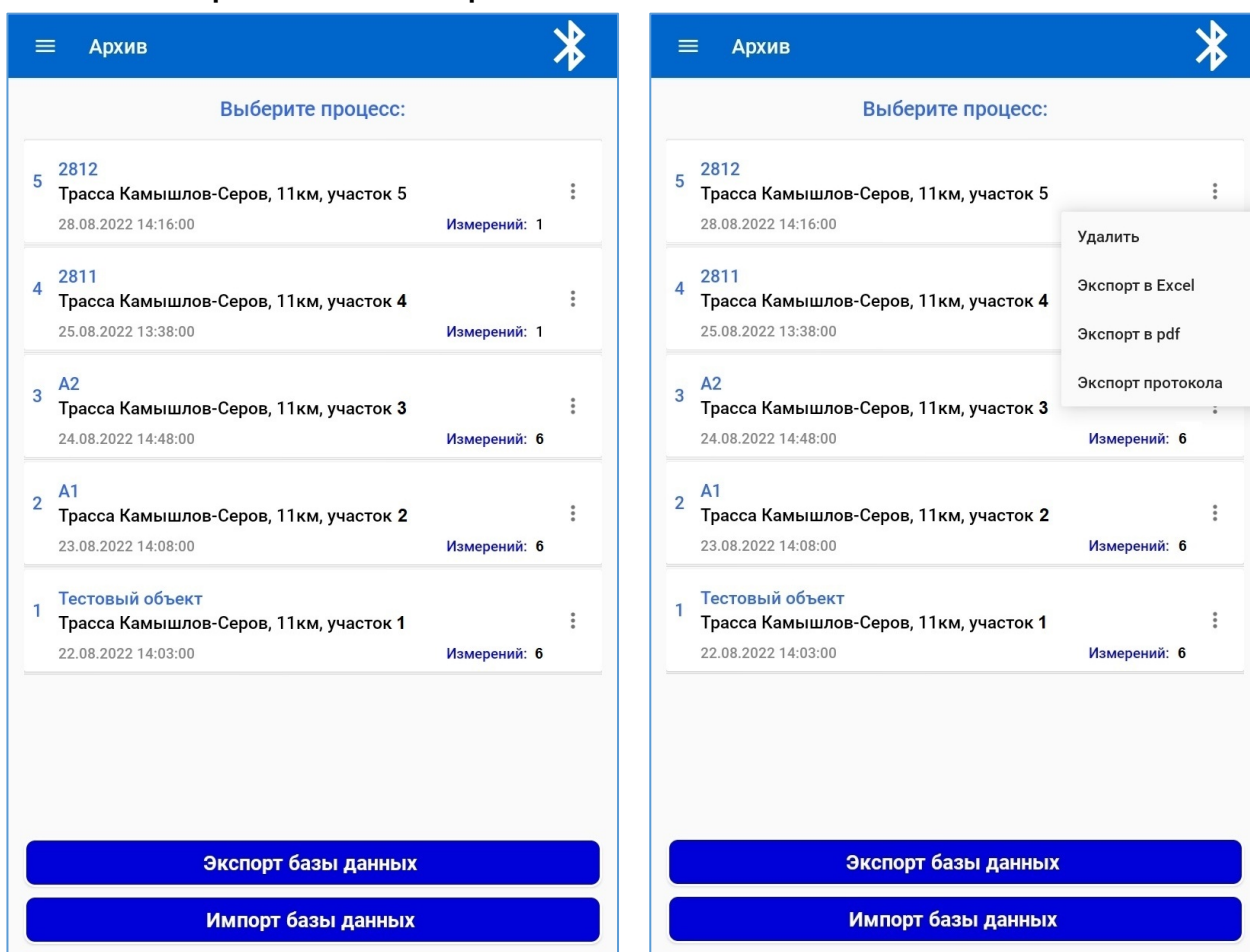 Архив
Выберите процесс:
5
2812
Трасса Камышлов-Серов, 11км, участок 5
28.08.2022 14:16:00
Измерений: 1
4
2811
Трасса Камышлов-Серов, 11км, участок 4
25.08.2022 13:38:00
Измерений: 1
3
А2
Трасса Камышлов-Серов, 11км, участок 3
24.08.2022 14:48:00
Измерений: 6
2
А1
Трасса Камышлов-Серов, 11км, участок 2
23.08.2022 14:08:00
Измерений: 6
1
Тестовый объект
Трасса Камышлов-Серов, 11км, участок 1
22.08.2022 14:03:00
Измерений: 6
Экспорт базы данных
Импорт базы данных
Архив
Выберите процесс:
5
2812
Трасса Камышлов-Серов, 11км, участок 5
28.08.2022 14:16:00
Удалить
Экспорт в Excel
Экспорт в pdf
Экспорт протокола
4
2811
Трасса Камышлов-Серов, 11км, участок 4
25.08.2022 13:38:00
3
А2
Трасса Камышлов-Серов, 11км, участок 3
24.08.2022 14:48:00
Измерений: 6
2
А1
Трасса Камышлов-Серов, 11км, участок 2
23.08.2022 14:08:00
Измерений: 6
1
Тестовый объект
Трасса Камышлов-Серов, 11км, участок 1
22.08.2022 14:03:00
Измерений: 6
Экспорт базы данных
Импорт базы данных